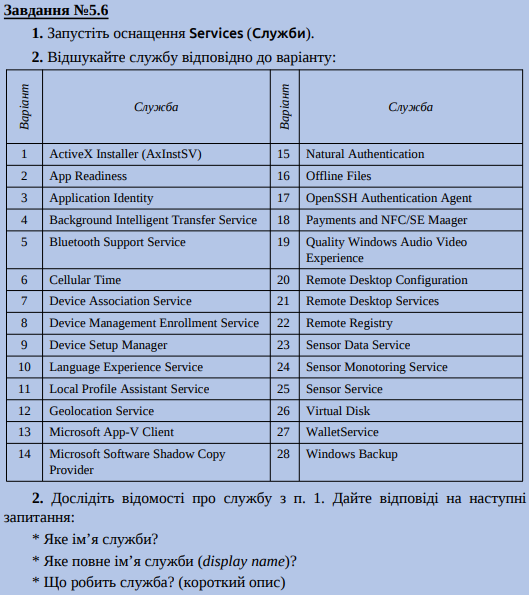 Завдання №5.6
1. Запустіть оснащення Services (Служби).
2. Відшукайте службу відповідно до варіанту:
Варіант Служба Варіант Служба
1 ActiveX Installer (AxInstSV) 15 Natural Authentication
2 App Readiness 16 Offline Files
3 Application Identity 17 OpenSSH Authentication Agent
4 Background Intelligent Transfer Service 18 Payments and NFC/SE Maager
5 Bluetooth Support Service 19 Quality Windows Audio Video
Experience
6 Cellular Time 20 Remote Desktop Configuration
7 Device Association Service 21 Remote Desktop Services
8 Device Management Enrollment Service 22 Remote Registry
9 Device Setup Manager 23 Sensor Data Service
10 Language Experience Service 24 Sensor Monotoring Service
11 Local Profile Assistant Service 25 Sensor Service
12 Geolocation Service 26 Virtual Disk
13 Microsoft App-V Client 27 WalletService
14 Microsoft Software Shadow Copy 28 Windows Backup
Provider
2. Дослідіть відомості про службу з п. 1. Дайте відповіді на наступні
запитання:
* Яке ім’я служби?
* Яке повне ім’я служби (display name)?
* Що робить служба? (короткий опис)